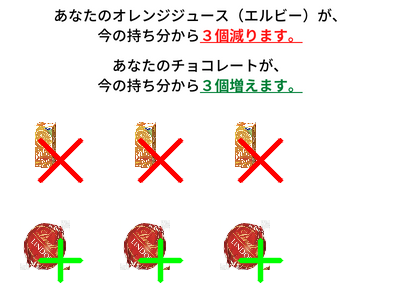 あなたのオレンジジュース（エルビー）が、
今の持ち分から３個減ります。
あなたのチョコレートが、
今の持ち分から３個増えます。